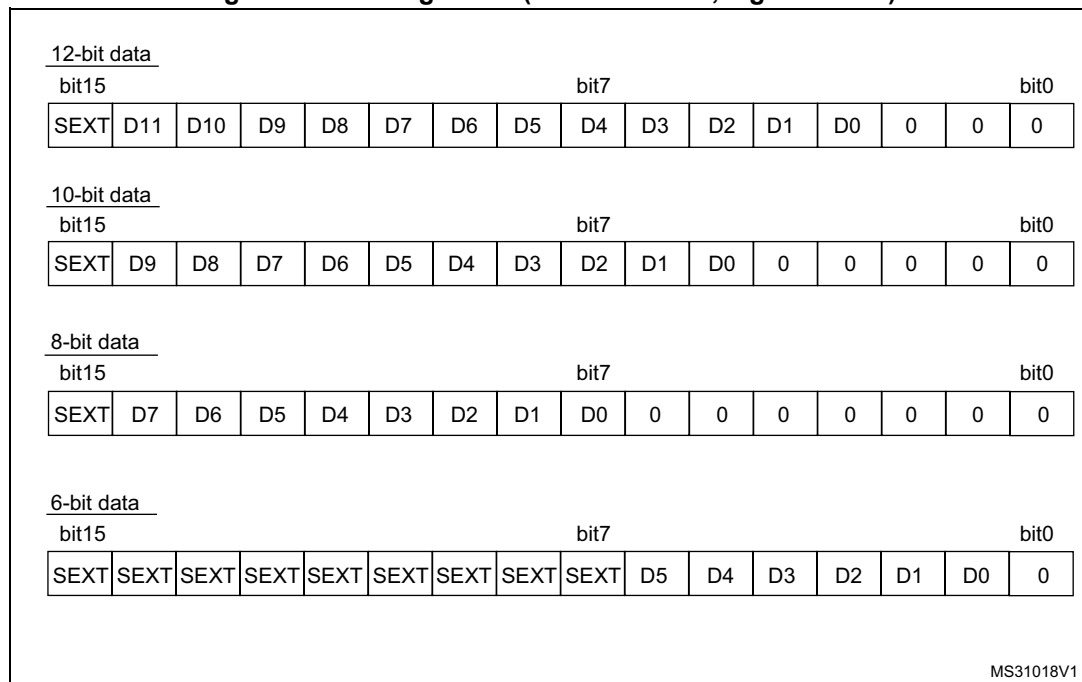 12-bit data
bit15 bit7 bit0
SEXT D11 D10 D9 D8 D7 D6 D5 D4 D3 D2 D1 D0 0 0 0
10-bit data
bit15 bit7 bit0
SEXT D9 D8 D7 D6 D5 D4 D3 D2 D1 D0 0 0 0 0 0
8-bit data
bit15 bit7 bit0
SEXT D7 D6 D5 D4 D3 D2 D1 D0 0 0 0 0 0 0 0
6-bit data
bit15 bit7 bit0
SEXT SEXT SEXT SEXT SEXT SEXT SEXT SEXT SEXT D5 D4 D3 D2 D1 D0 0
MS31018V1